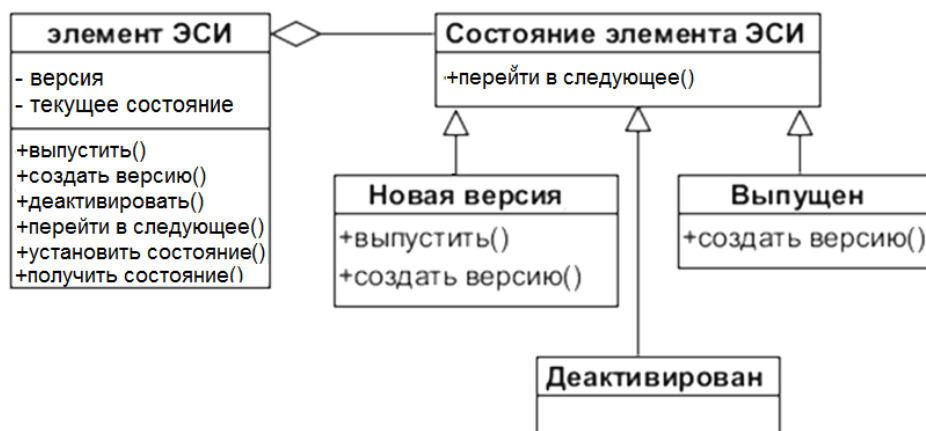 элемент ЭСИ
- версия
- текущее состояние
+выпустить()
+создать версию()
+деактивировать()
+перейти в следующее()
+установить состояние()
+получить состояние()
Состояние элемента ЭСИ
+перейти в следующее()
Новая версия
+выпустить()
+создать версию()
Выпущен
+создать версию()
Деактивирован